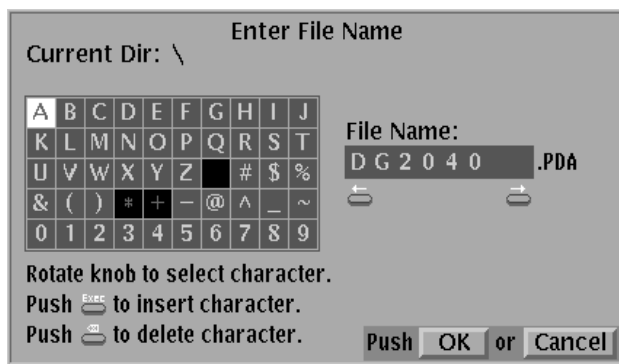 Enter File Name
Current Dir: \
A B C D E F G H I J
K L M N O P Q R S T
U V W X Y Z # $ %
& ( ) * + - @ ^ _ ~
0 1 2 3 4 5 6 7 8 9
File Name:
DG2040 .PDA
Rotate knob to select character.
Push Exec to insert character.
Push to delete character.
Push OK or Cancel